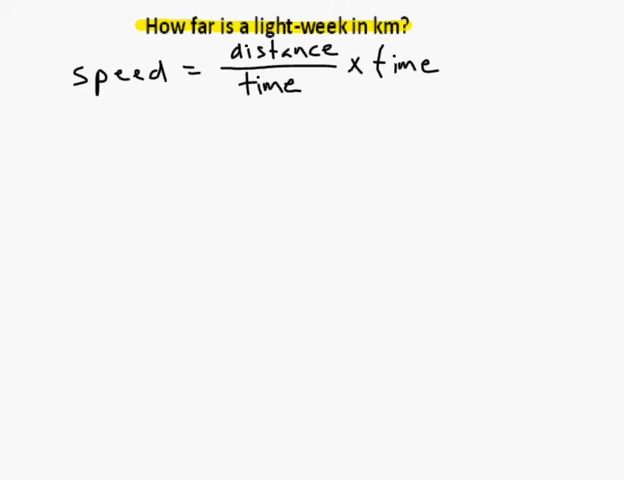 How far is a light-week in km?
speed = distance / time × time